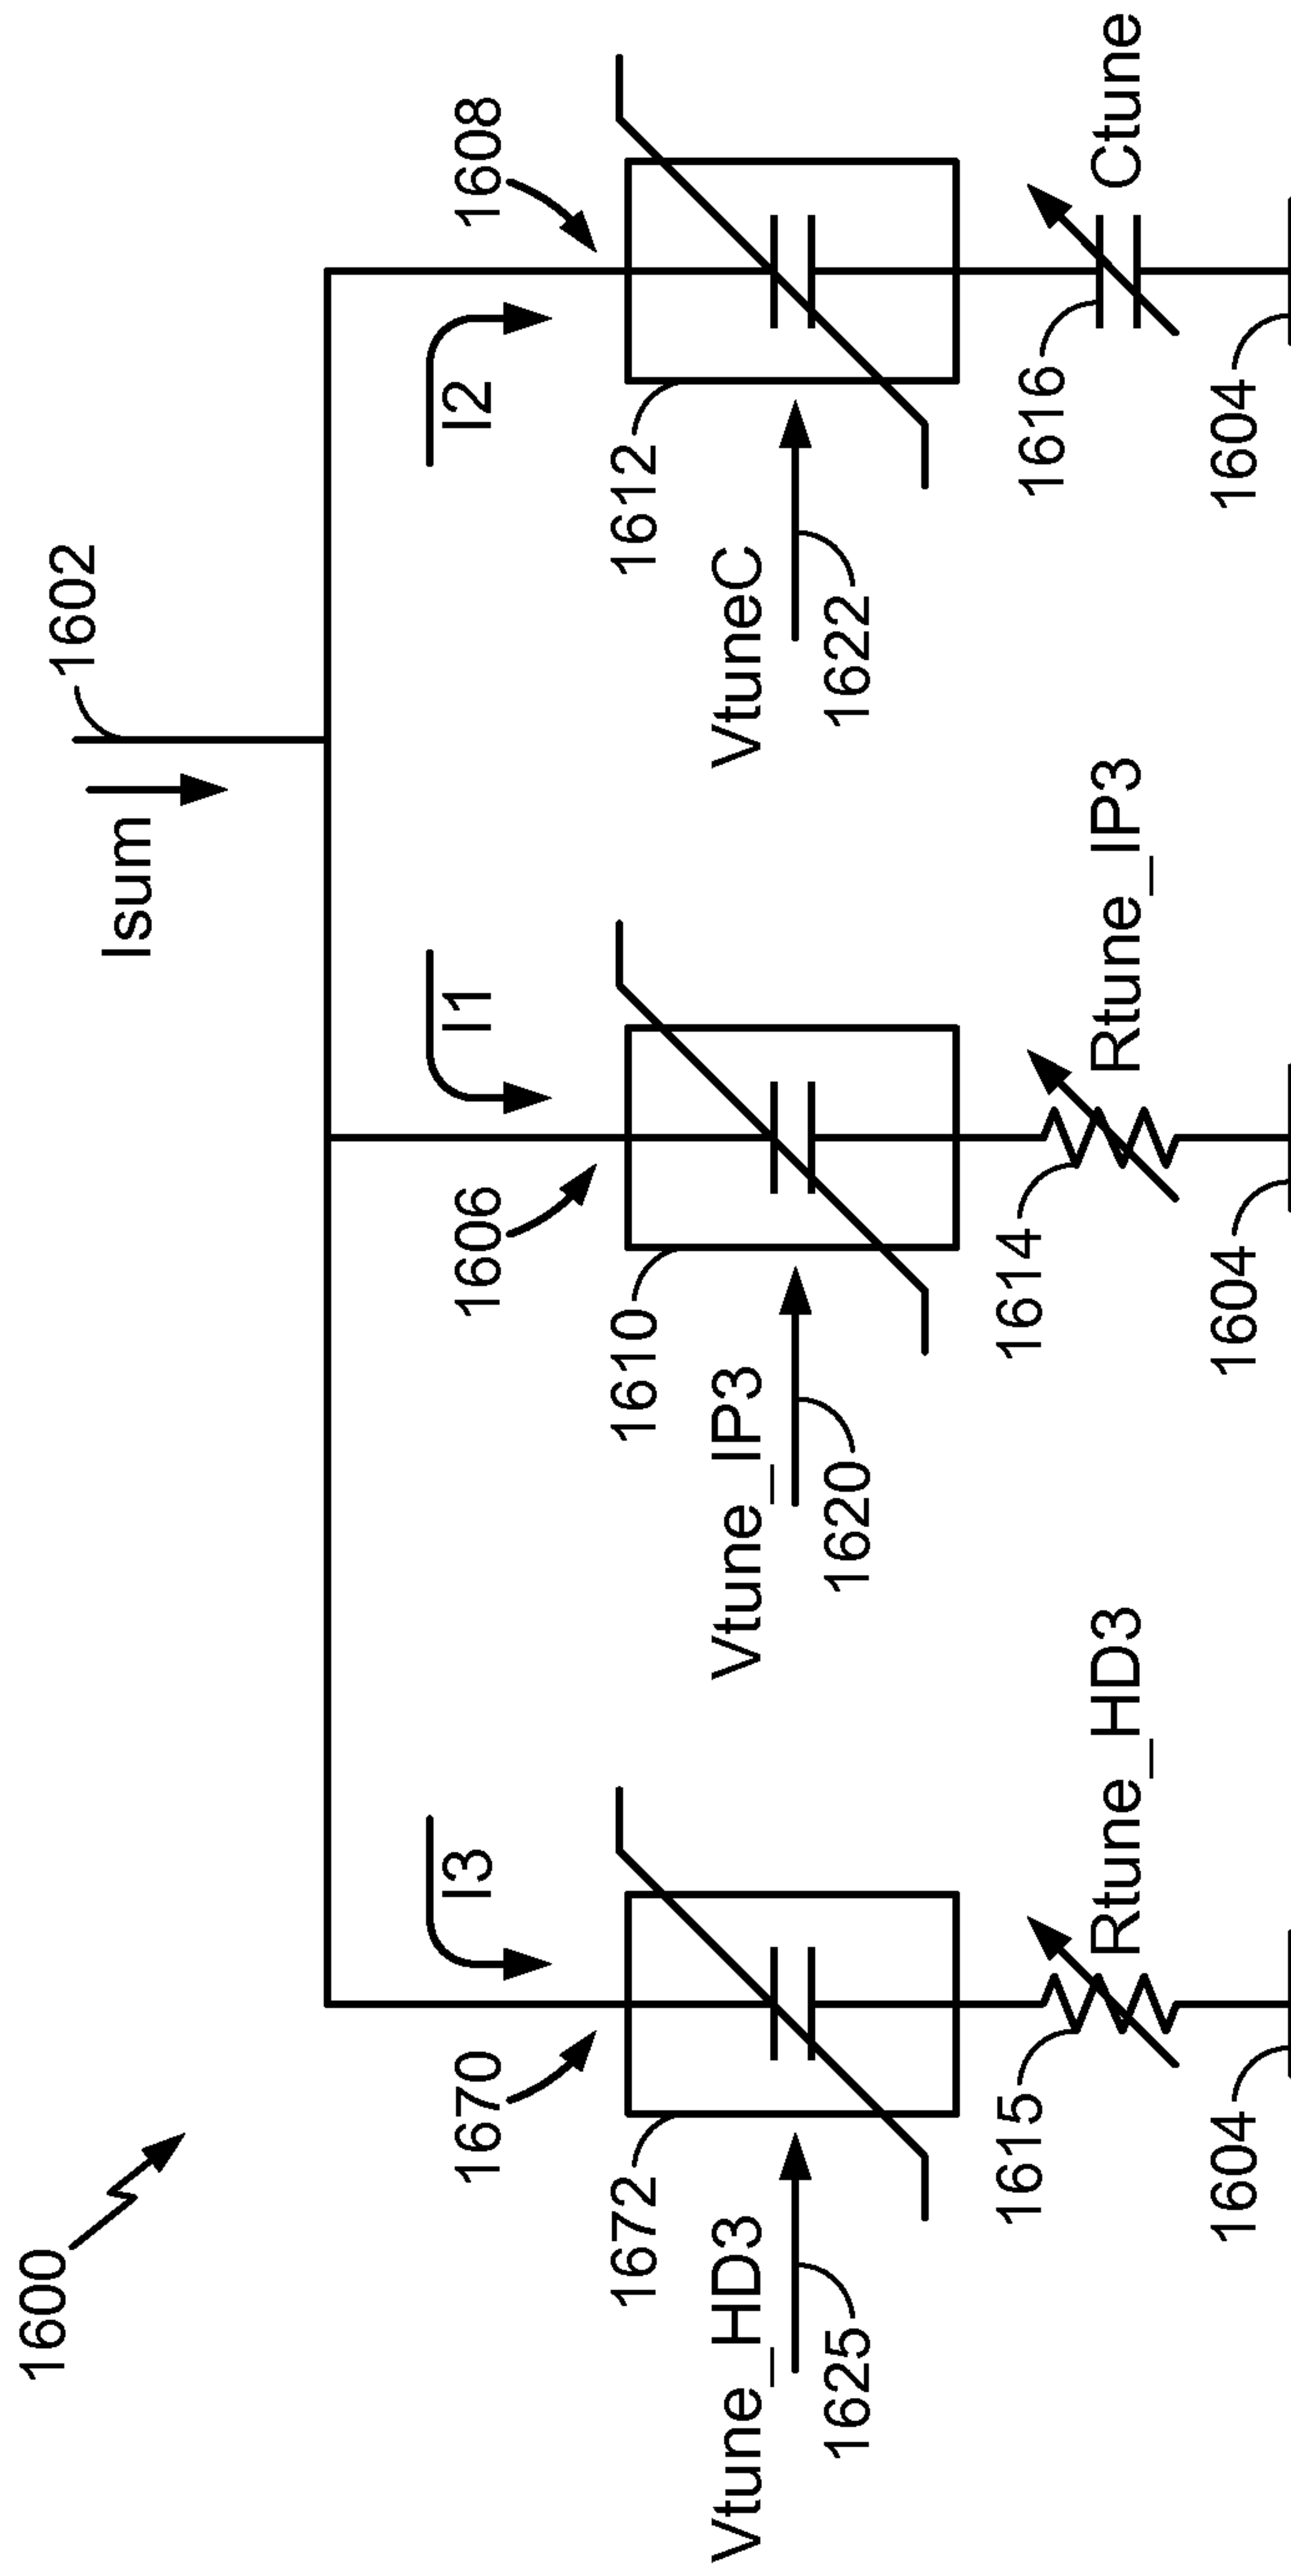 1600
1602
Isum
I3
I1
I2
1670
1606
1608
1672
1610
1612
Vtune_HD3
Vtune_IP3
VtuneC
1625
1620
1622
1615
1614
1616
Rtune_HD3
Rtune_IP3
Ctune
1604
1604
1604